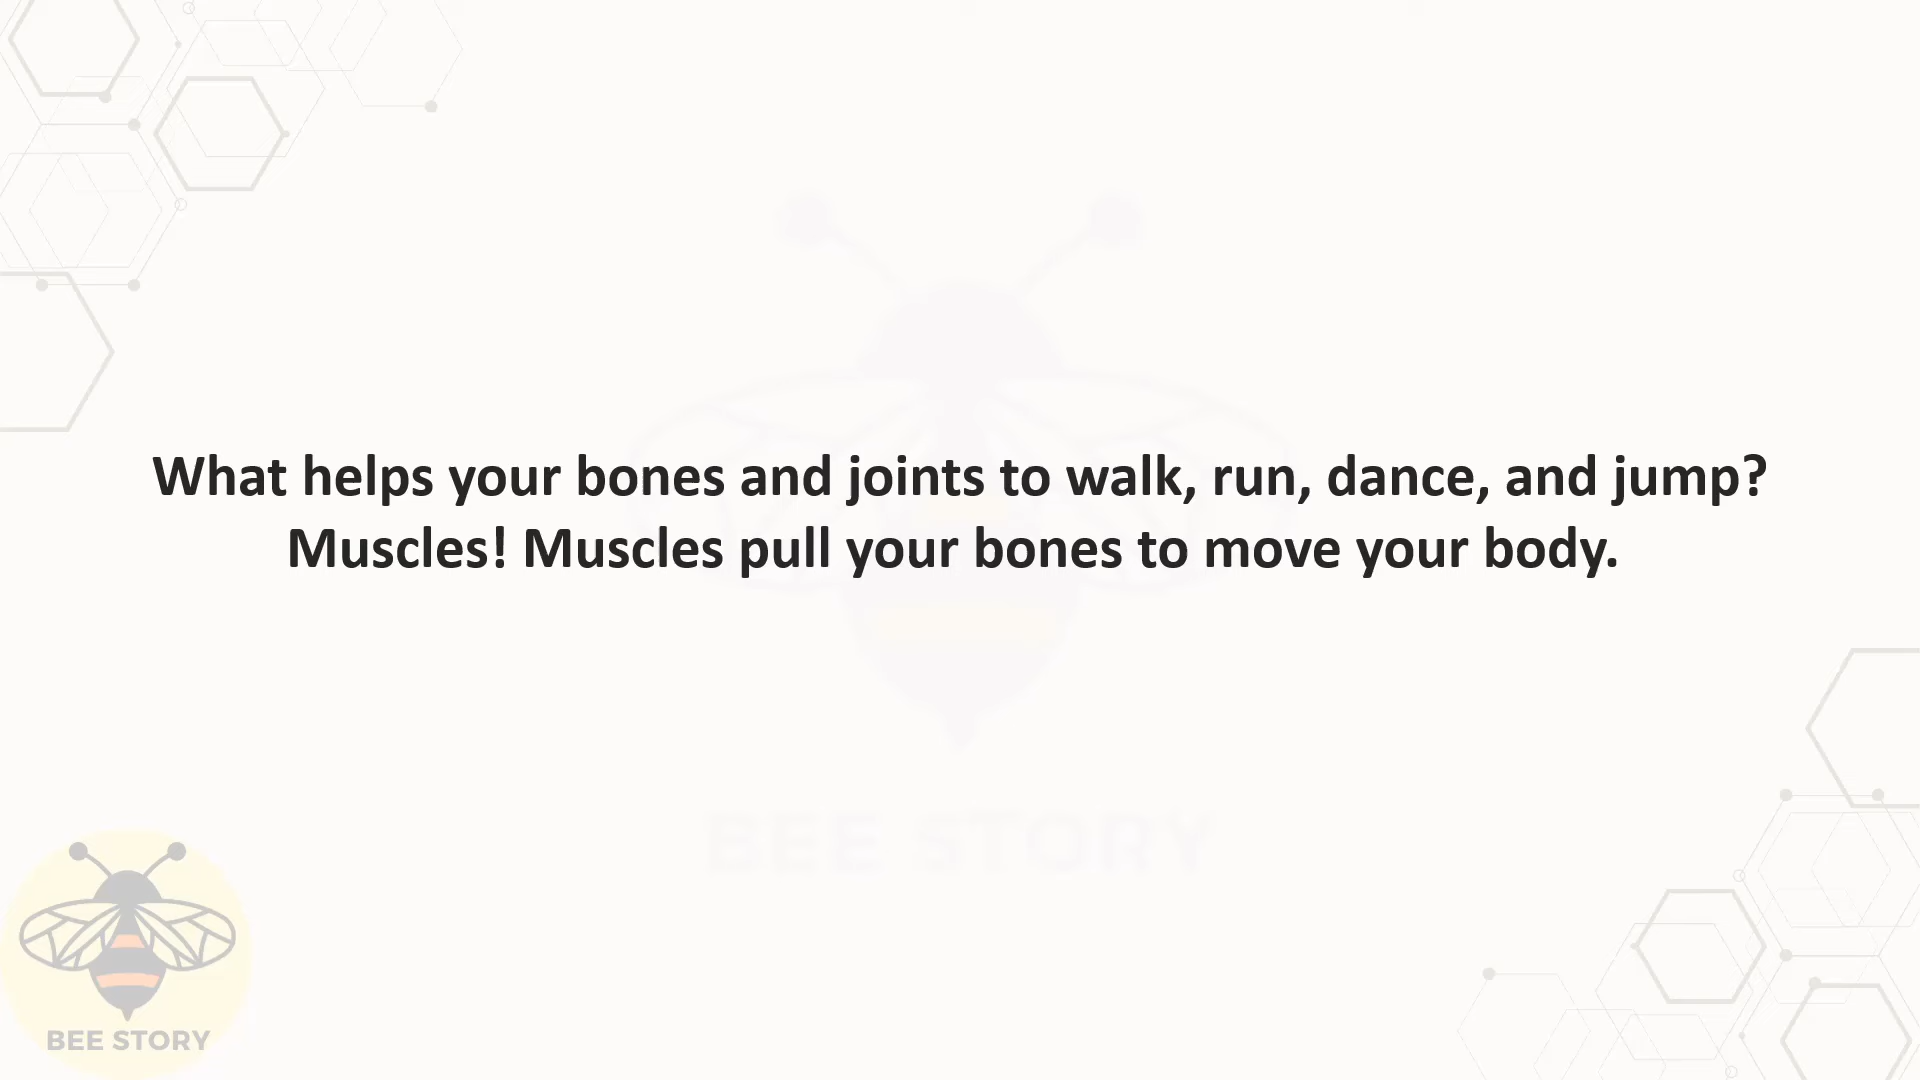 What helps your bones and joints to walk, run, dance, and jump?
Muscles! Muscles pull your bones to move your body.
BEE STORY
BEE STORY